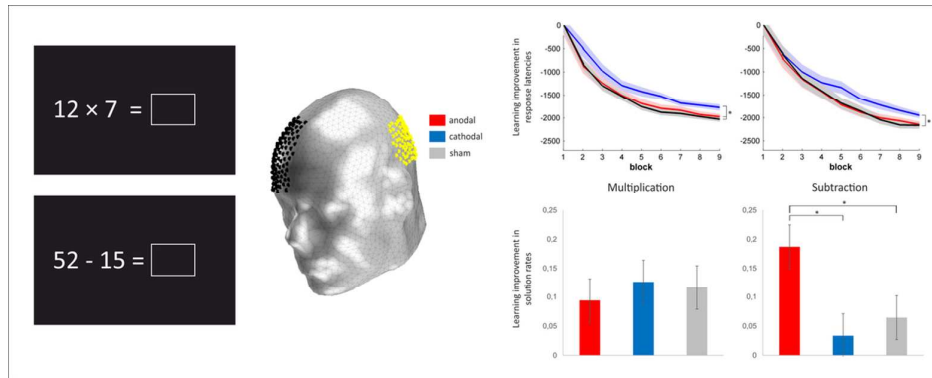 12 × 7 =
52 - 15 =
anodal
cathodal
sham
Learning improvement in
response latencies
0
-500
-1000
-1500
-2000
-2500
1 2 3 4 5 6 7 8 9
block
*
0
-500
-1000
-1500
-2000
-2500
1 2 3 4 5 6 7 8 9
block
*
Multiplication
Subtraction
Learning improvement in
solution rates
0,25
0,2
0,15
0,1
0,05
0
0,25
0,2
0,15
0,1
0,05
0
*
*